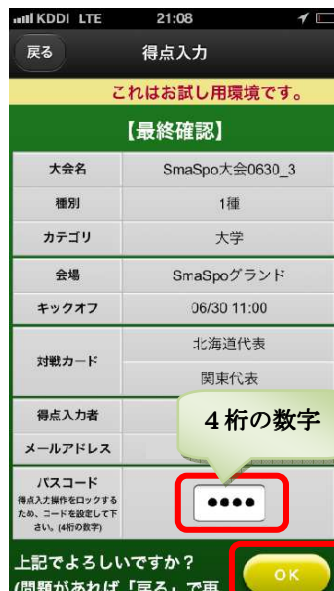 KDDI LTE 21:08
戻る 得点入力
これはお試し用環境です。
【最終確認】
大会名 SmaSpo大会0630_3
種別 1種
カテゴリ 大学
会場 SmaSpoグランド
キックオフ 06/30 11:00
対戦カード
北海道代表
関東代表
得点入力者
4桁の数字
メールアドレス
パスコード
得点入力操作をロックする
ため、コードを設定して下
さい。(4桁の数字)
••••
上記でよろしいですか？
(問題があれば「戻る」で再
OK